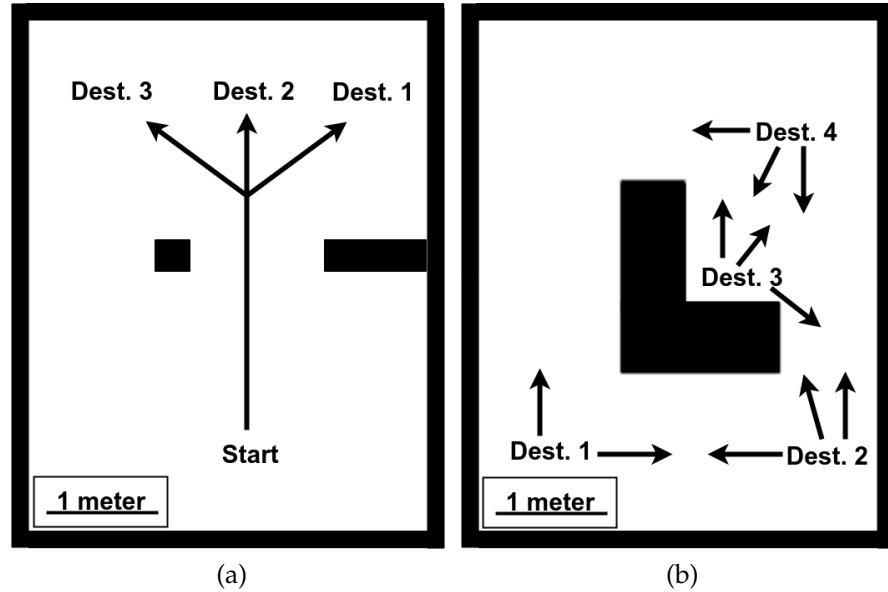 Dest. 3 Dest. 2 Dest. 1
Start
1 meter
(a)
Dest. 4
Dest. 3
Dest. 1
Dest. 2
1 meter
(b)